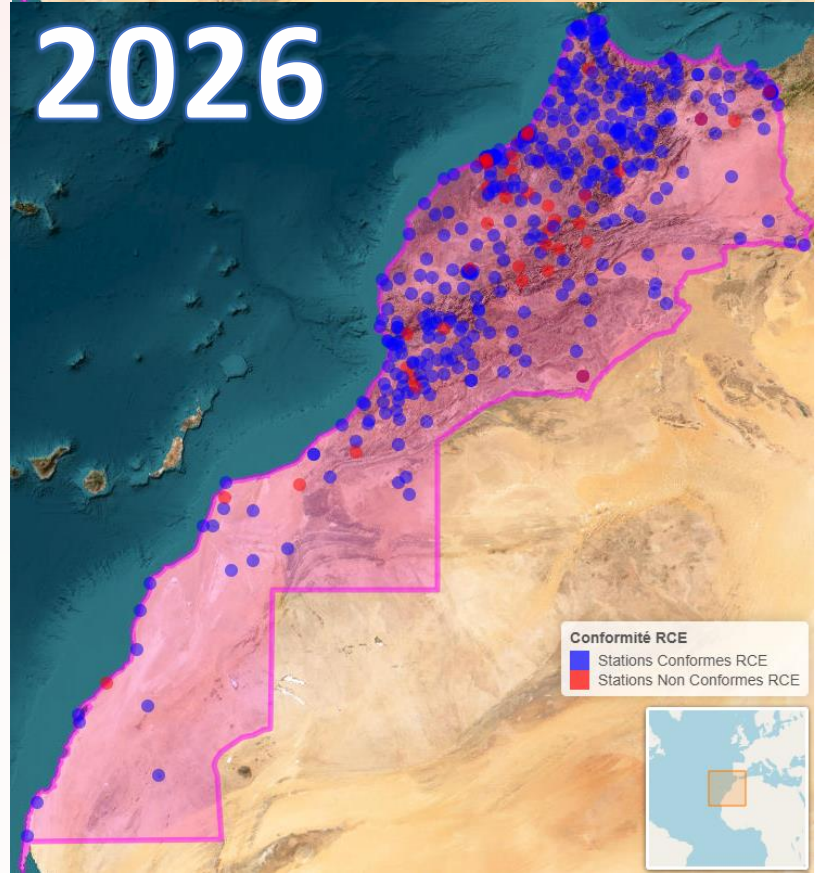 2026
Conformité RCE
Stations Conformes RCE
Stations Non Conformes RCE